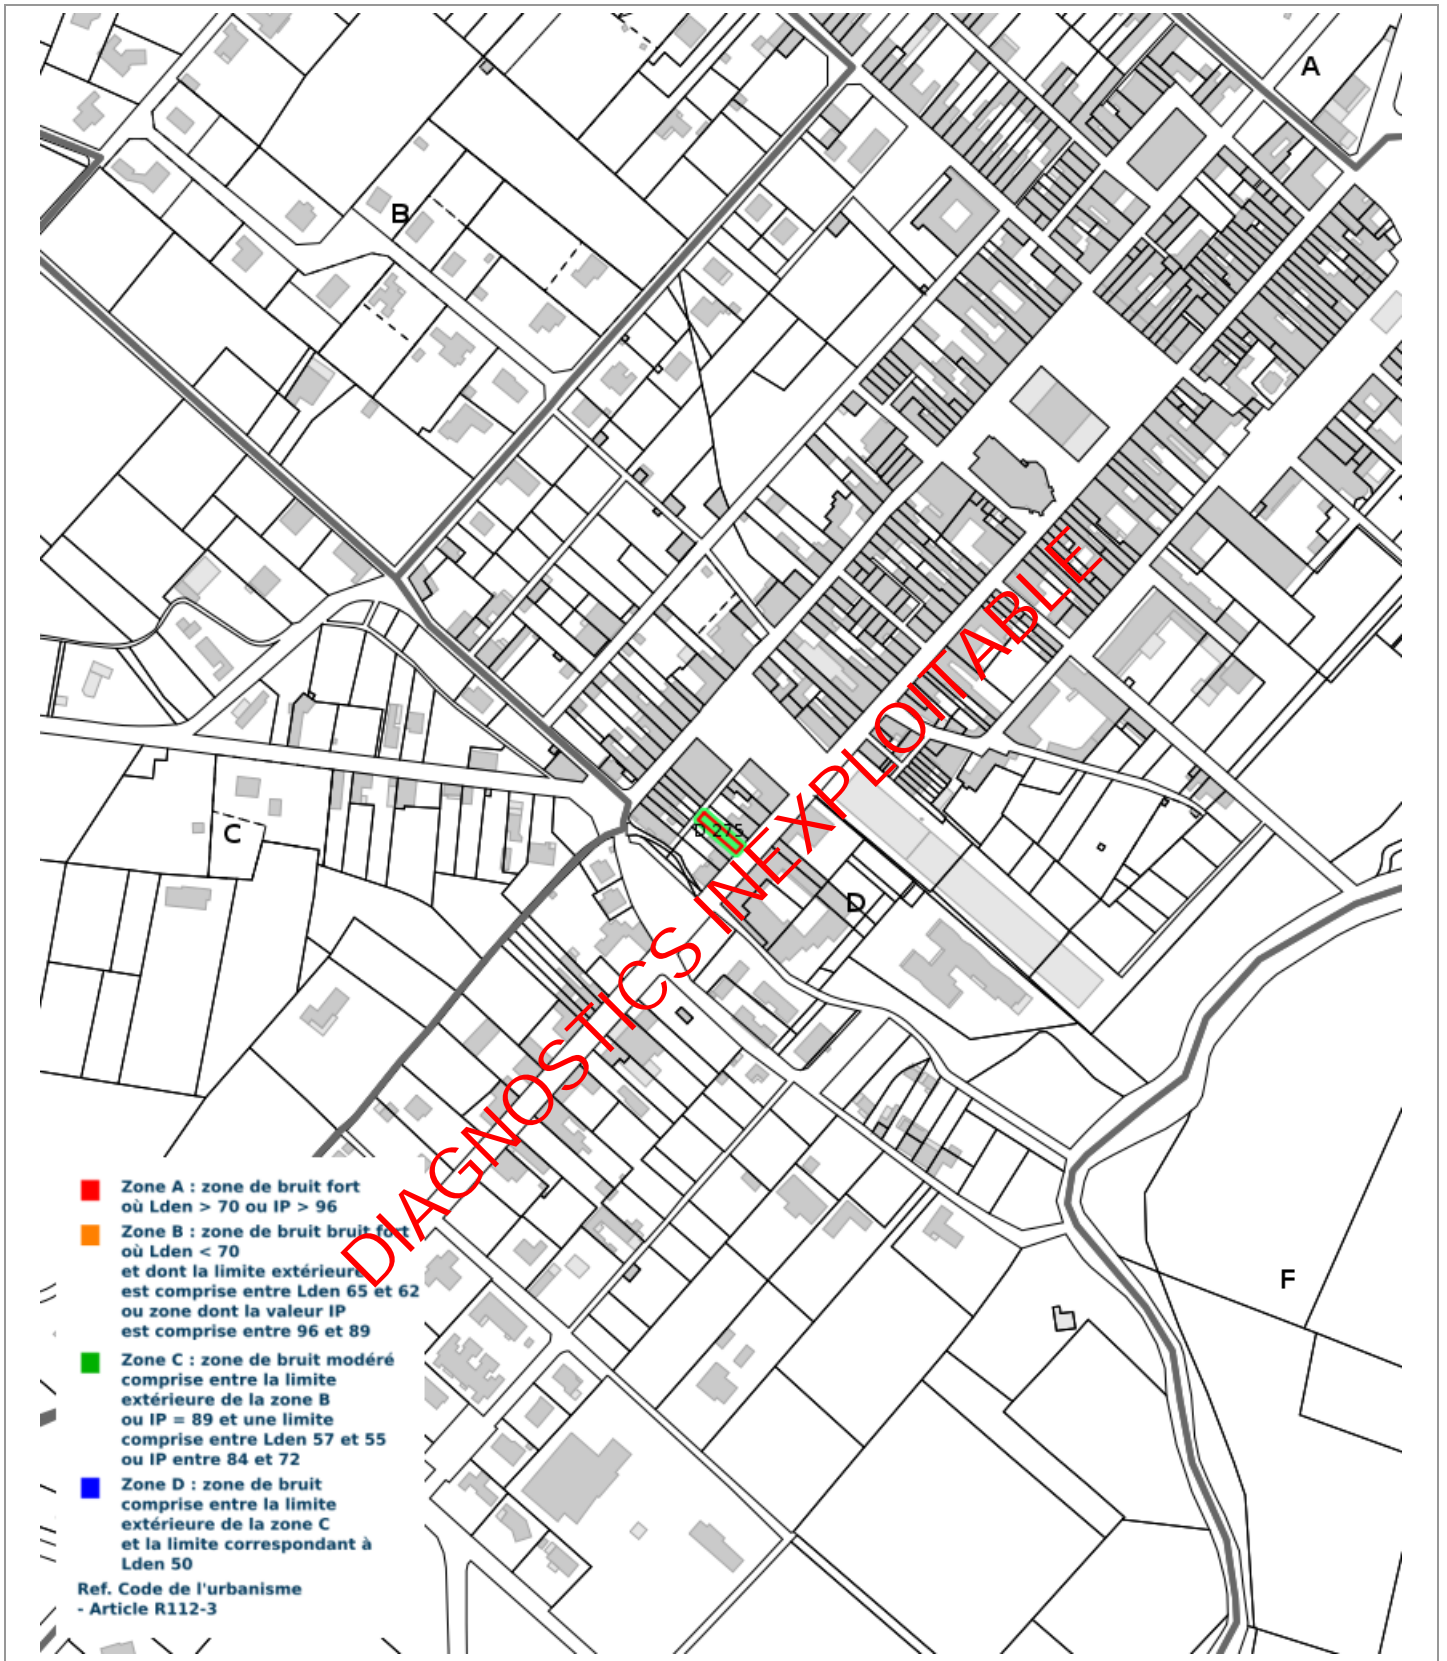 A
B
D 275
C
D
DIAGNOSTICS INEXPLOITABLE
Zone A : zone de bruit fort
où Lden > 70 ou IP > 96
Zone B : zone de bruit bruit fort
où Lden < 70
et dont la limite extérieure
est comprise entre Lden 65 et 62
ou zone dont la valeur IP
est comprise entre 96 et 89
F
Zone C : zone de bruit modéré
comprise entre la limite
extérieure de la zone B
ou IP = 89 et une limite
comprise entre Lden 57 et 55
ou IP entre 84 et 72
Zone D : zone de bruit
comprise entre la limite
extérieure de la zone C
et la limite correspondant à
Lden 50
Ref. Code de l'urbanisme
- Article R112-3